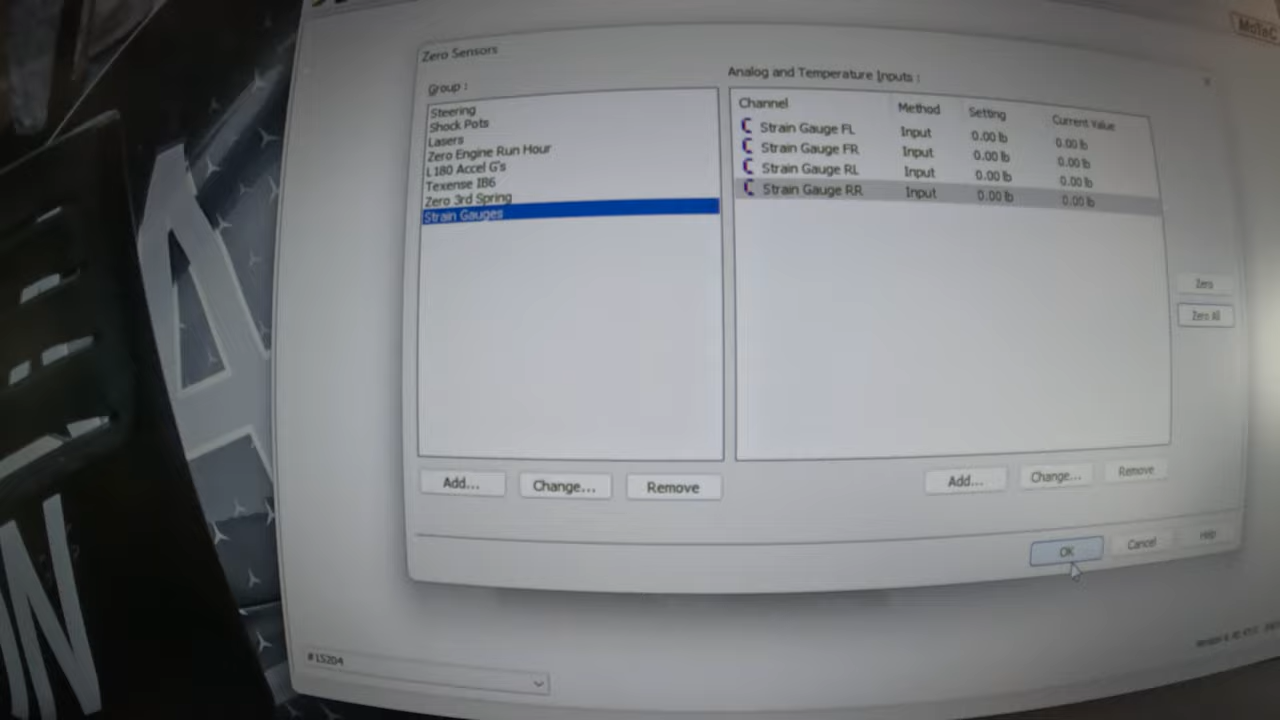 MoTeC
Zero Sensors
Group :
Steering
Shock Pots
Lasers
Zero Engine Run Hour
L180 Accel G's
Texense IB6
Zero 3rd Spring
Strain Gauges
Analog and Temperature Inputs :
Channel Method Setting Current Value
Strain Gauge FL Input 0.00 lb 0.00 lb
Strain Gauge FR Input 0.00 lb 0.00 lb
Strain Gauge RL Input 0.00 lb 0.00 lb
Strain Gauge RR Input 0.00 lb 0.00 lb
Zero
Zero All
Add... Change... Remove
Add... Change... Remove
OK Cancel Help
#15204
A
N